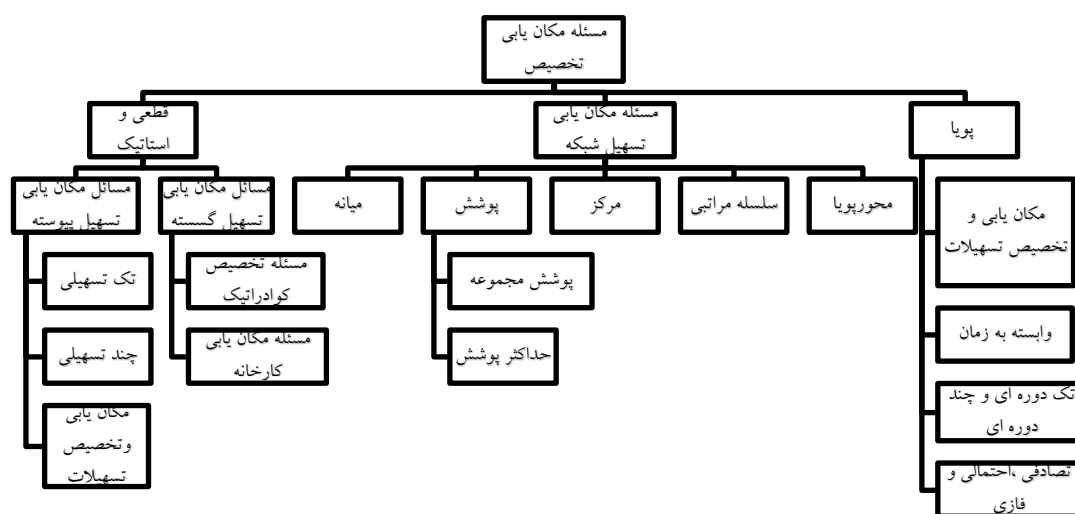 مسئله مکان یابی
تخصیص
پویا
مسئله مکان یابی
تسهیل شبکه
قطعی و
استاتیک
مکان یابی و
تخصیص تسهیلات
وابسته به زمان
تک دوره ای و چند
دوره ای
تصادفی ،احتمالی و
فازی
محورپویا
سلسله مراتبی
مرکز
پوشش
میانه
پوشش مجموعه
حداکثر پوشش
مسائل مکان یابی
تسهیل گسسته
مسئله تخصیص
کوادراتیک
مسئله مکان یابی
کارخانه
مسائل مکان یابی
تسهیل پیوسته
تک تسهیلی
چند تسهیلی
مکان یابی
وتخصیص
تسهیلات